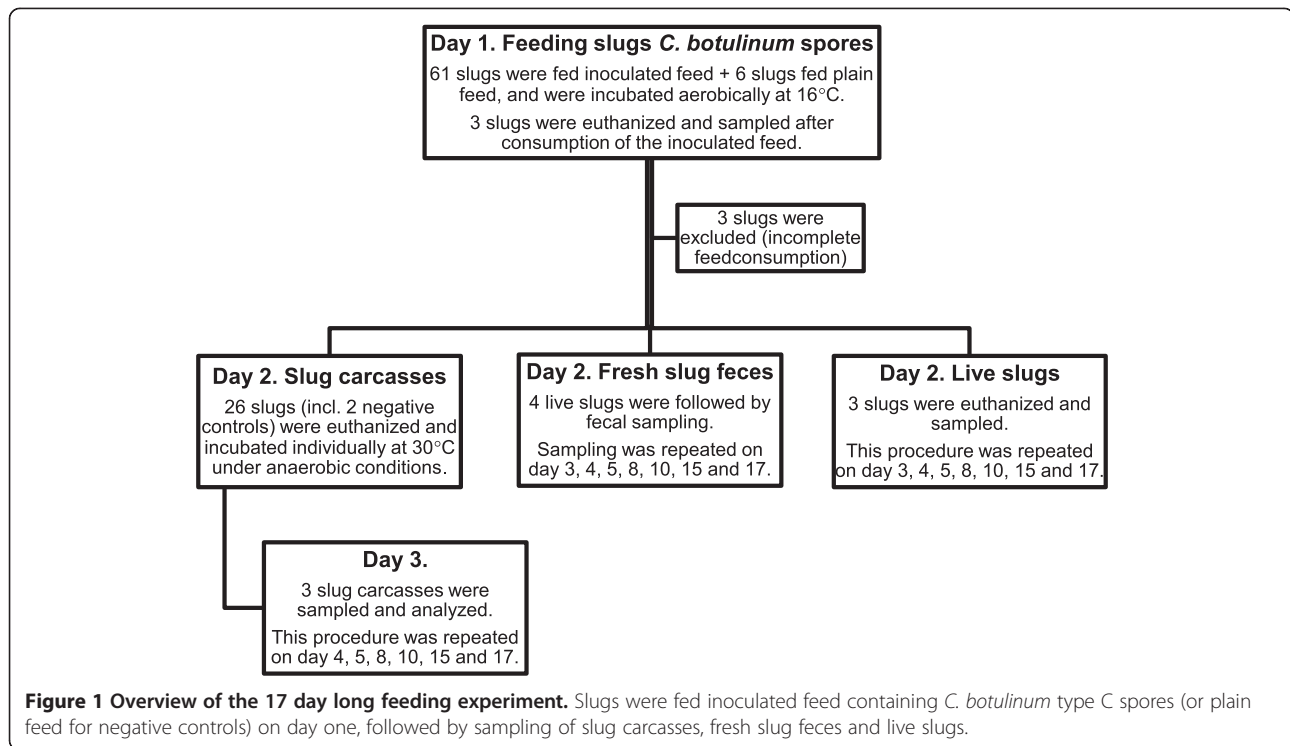 Day 1. Feeding slugs C. botulinum spores
61 slugs were fed inoculated feed + 6 slugs fed plain
feed, and were incubated aerobically at 16°C.
3 slugs were euthanized and sampled after
consumption of the inoculated feed.
3 slugs were
excluded (incomplete
feedconsumption)
Day 2. Slug carcasses
26 slugs (incl. 2 negative
controls) were euthanized and
incubated individually at 30°C
under anaerobic conditions.
Day 2. Fresh slug feces
4 live slugs were followed by
fecal sampling.
Sampling was repeated on
day 3, 4, 5, 8, 10, 15 and 17.
Day 2. Live slugs
3 slugs were euthanized and
sampled.
This procedure was repeated
on day 3, 4, 5, 8, 10, 15 and 17.
Day 3.
3 slug carcasses were
sampled and analyzed.
This procedure was repeated
on day 4, 5, 8, 10, 15 and 17.
Figure 1 Overview of the 17 day long feeding experiment. Slugs were fed inoculated feed containing C. botulinum type C spores (or plain
feed for negative controls) on day one, followed by sampling of slug carcasses, fresh slug feces and live slugs.